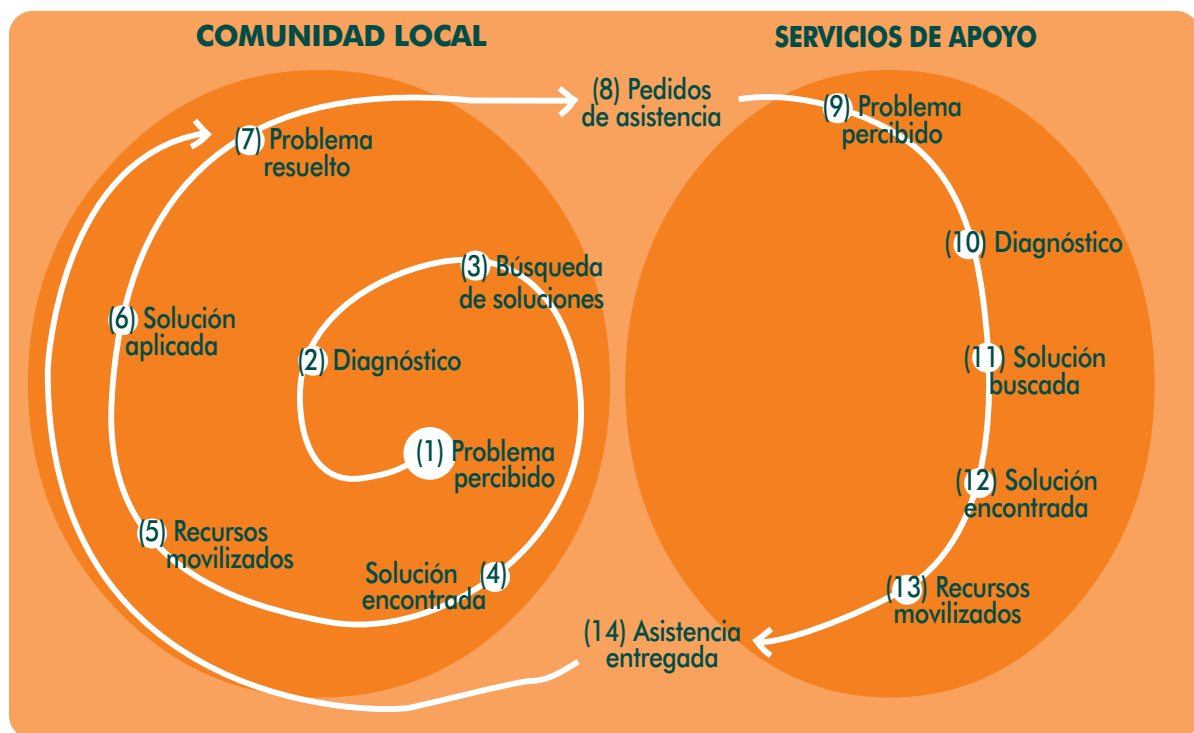 COMUNIDAD LOCAL
SERVICIOS DE APOYO
(1) Problema
percibido
(2) Diagnóstico
(3) Búsqueda
de soluciones
Solución (4)
encontrada
(5) Recursos
movilizados
(6) Solución
aplicada
(7) Problema
resuelto
(8) Pedidos
de asistencia
(9) Problema
percibido
(10) Diagnóstico
(11) Solución
buscada
(12) Solución
encontrada
(13) Recursos
movilizados
(14) Asistencia
entregada